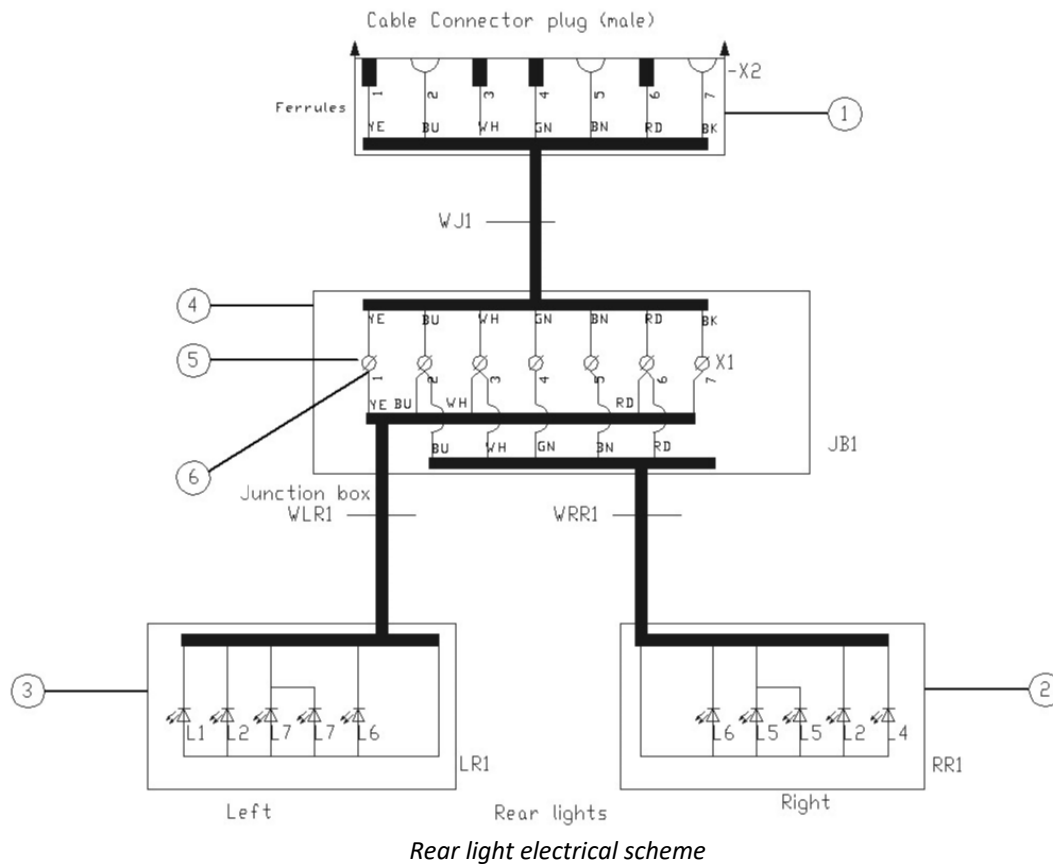 Cable Connector plug (male)
-X2
Ferrules
1 2 3 4 5 6 7
1
YE BU WH GN BN RD BK
WJ1
4
YE BU WH GN BN RD BK
5
X1
1 2 3 4 5 6 7
YE BU WH RD
BU WH GN BN RD
JB1
6
Junction box
WLR1 WRR1
3
2
L1 L2 L7 L7 L6
L6 L5 L5 L2 L4
LR1
RR1
Left
Rear lights
Right
Rear light electrical scheme